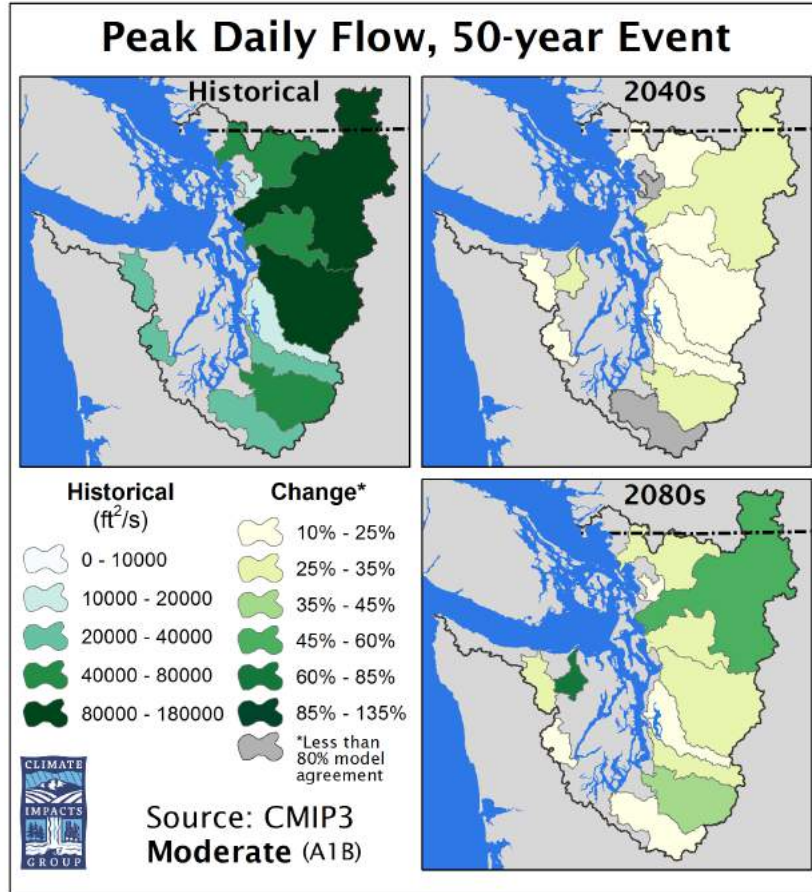 Peak Daily Flow, 50-year Event
Historical
2040s
Historical
(ft²/s)
0 - 10000
10000 - 20000
20000 - 40000
40000 - 80000
80000 - 180000
Change*
10% - 25%
25% - 35%
35% - 45%
45% - 60%
60% - 85%
85% - 135%
*Less than
80% model
agreement
2080s
CLIMATE
IMPACTS
GROUP
Source: CMIP3
Moderate (A1B)